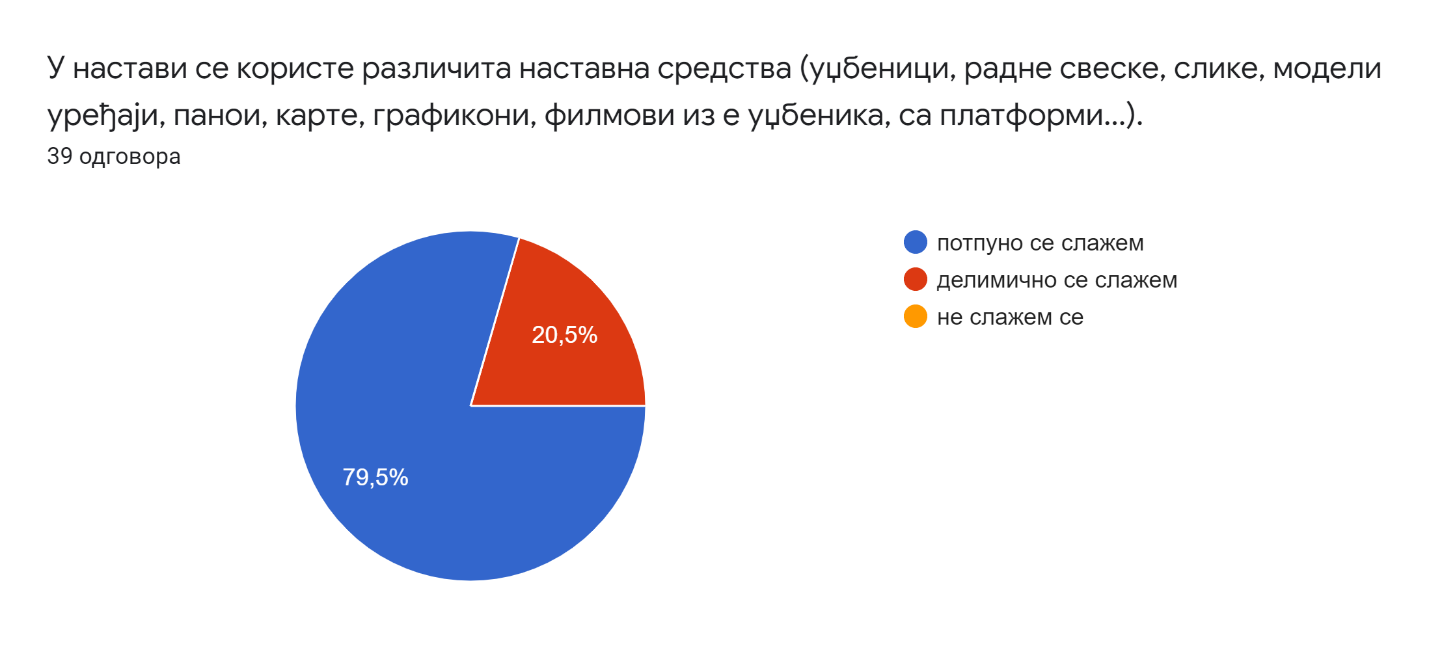 У настави се користе различита наставна средства (уџбеници, радне свеске, слике, модели
уређаји, панои, карте, графикони, филмови из е уџбеника, са платформи...).
39 одговора
потпуно се слажем
делимично се слажем
не слажем се
20,5%
79,5%